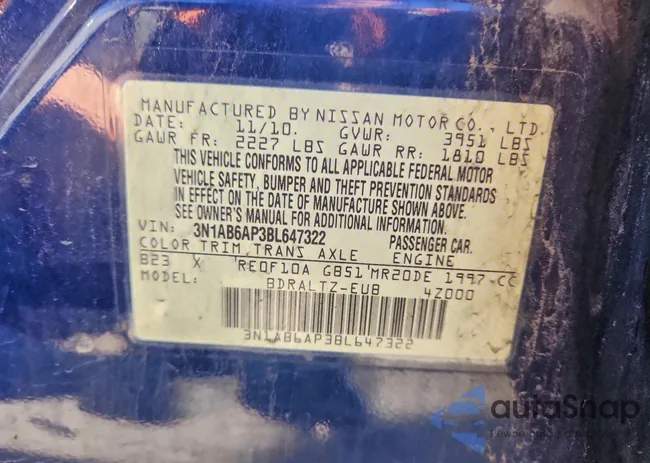 MANUFACTURED BY NISSAN MOTOR CO., LTD.
DATE: 11/10. GVWR: 3951 LBS
GAWR FR: 2227 LBS GAWR RR: 1810 LBS
THIS VEHICLE CONFORMS TO ALL APPLICABLE FEDERAL MOTOR
VEHICLE SAFETY, BUMPER AND THEFT PREVENTION STANDARDS
IN EFFECT ON THE DATE OF MANUFACTURE SHOWN ABOVE.
SEE OWNER'S MANUAL FOR ADDITIONAL INFORMATION.
VIN: 3N1AB6AP3BL647322 PASSENGER CAR.
COLOR TRIM TRANS AXLE ENGINE
B23 X RE0F10A GB51 MR20DE 1997 CC
MODEL: BDRALTZ-EUB 4Z000
3N1AB6AP3BL647322
autoSnap